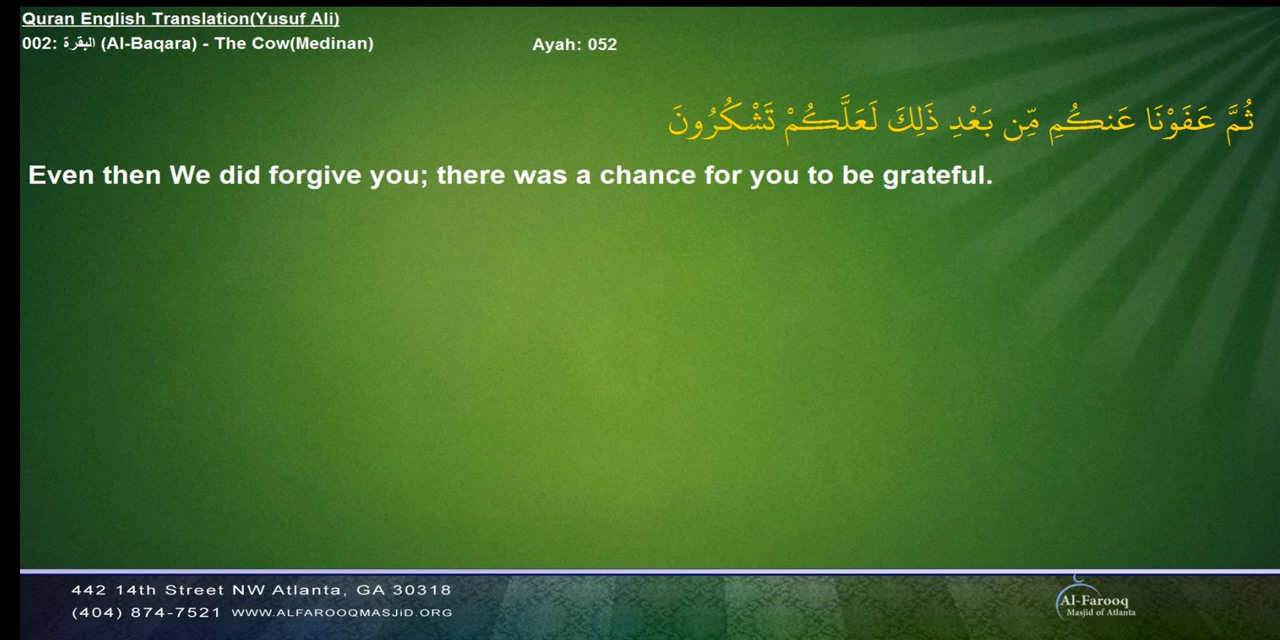 Quran English Translation(Yusuf Ali)
002: البقرة (Al-Baqara) - The Cow(Medinan)
Ayah: 052
ثُمَّ عَفَوْنَا عَنكُمِ مِّن بَعْدِ ذَلِكَ لَعَلَّكُمْ تَشْكُرُونَ
Even then We did forgive you; there was a chance for you to be grateful.
442 14th Street NW Atlanta, GA 30318
(404) 874-7521 WWW.ALFAROOQMASJiD.ORG
Al-Farooq
Masjid of Atlanta